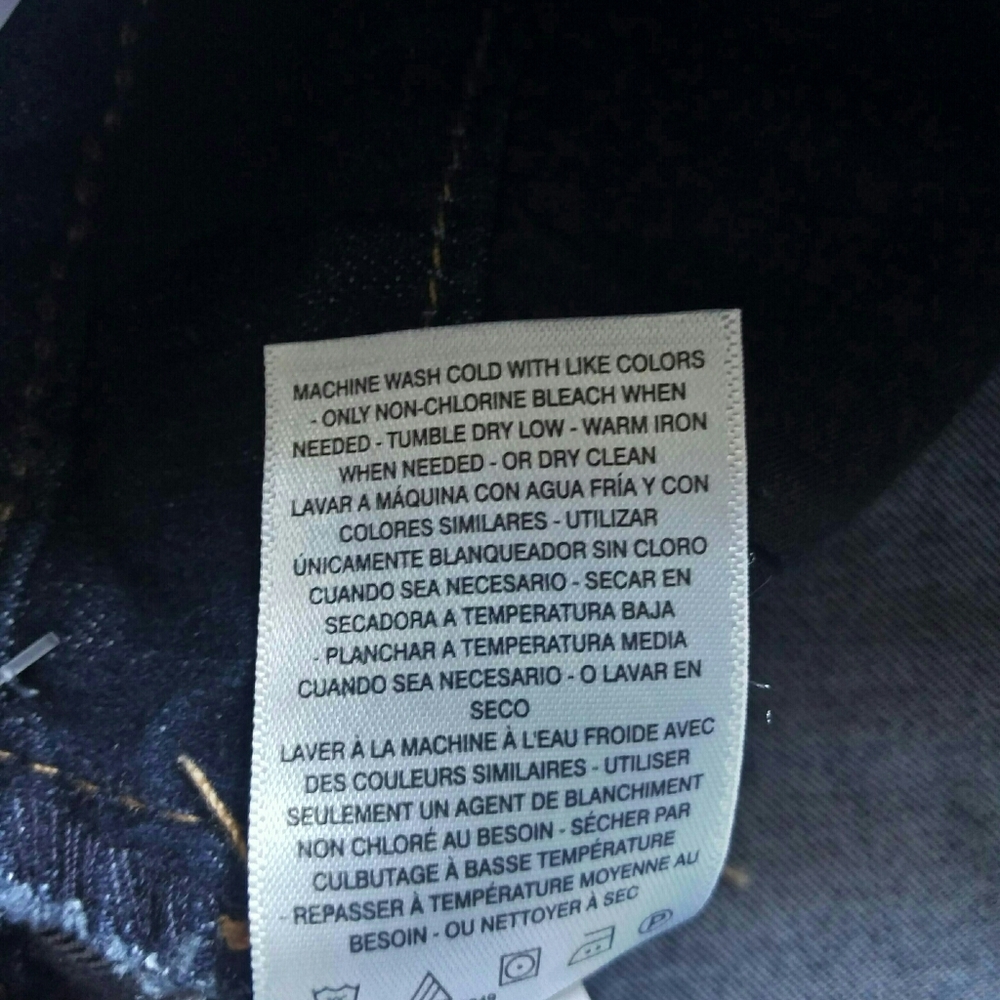 MACHINE WASH COLD WITH LIKE COLORS
- ONLY NON-CHLORINE BLEACH WHEN
NEEDED - TUMBLE DRY LOW - WARM IRON
WHEN NEEDED - OR DRY CLEAN
LAVAR A MÁQUINA CON AGUA FRÍA Y CON
COLORES SIMILARES - UTILIZAR
ÚNICAMENTE BLANQUEADOR SIN CLORO
CUANDO SEA NECESARIO - SECAR EN
SECADORA A TEMPERATURA BAJA
- PLANCHAR A TEMPERATURA MEDIA
CUANDO SEA NECESARIO - O LAVAR EN
SECO
LAVER À LA MACHINE À L'EAU FROIDE AVEC
DES COULEURS SIMILAIRES - UTILISER
SEULEMENT UN AGENT DE BLANCHIMENT
NON CHLORÉ AU BESOIN - SÉCHER PAR
CULBUTAGE À BASSE TEMPÉRATURE
- REPASSER À TEMPÉRATURE MOYENNE AU
BESOIN - OU NETTOYER À SEC
P